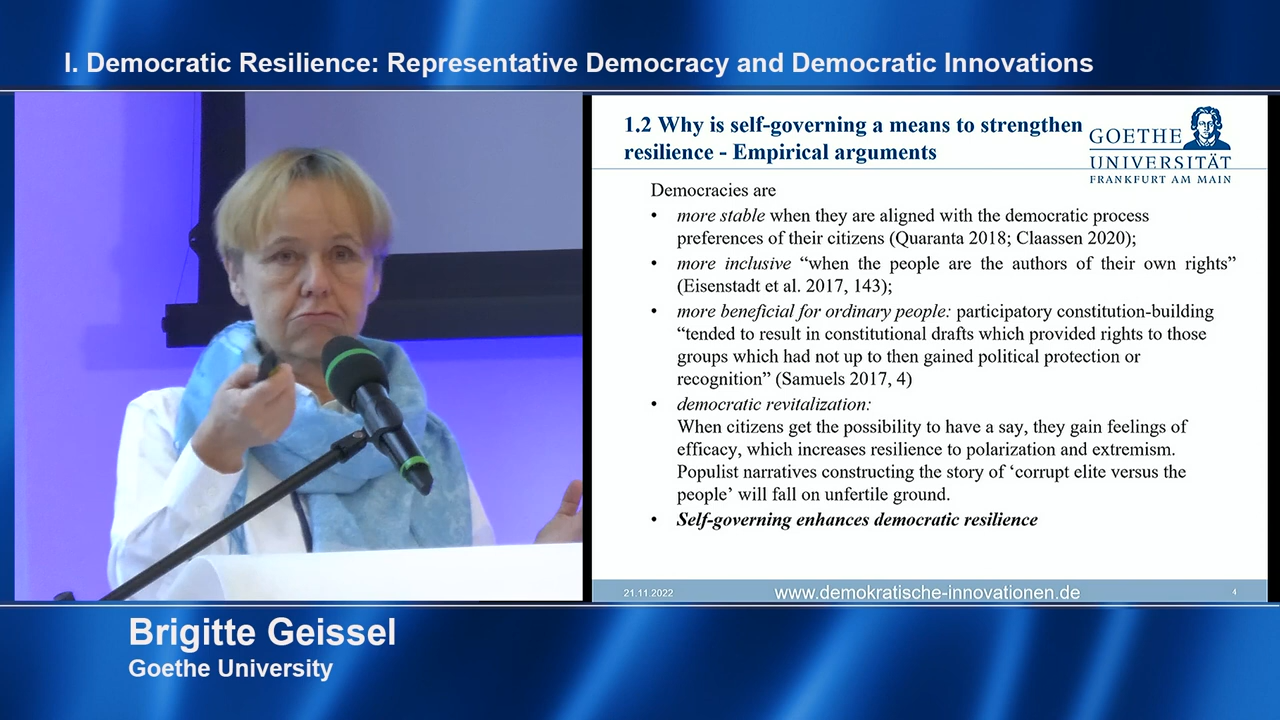 I. Democratic Resilience: Representative Democracy and Democratic Innovations
1.2 Why is self-governing a means to strengthen
resilience - Empirical arguments
GOETHE
UNIVERSITÄT
FRANKFURT AM MAIN
Democracies are
• more stable when they are aligned with the democratic process
preferences of their citizens (Quaranta 2018; Claassen 2020);
• more inclusive “when the people are the authors of their own rights”
(Eisenstadt et al. 2017, 143);
• more beneficial for ordinary people: participatory constitution-building
“tended to result in constitutional drafts which provided rights to those
groups which had not up to then gained political protection or
recognition” (Samuels 2017, 4)
• democratic revitalization:
When citizens get the possibility to have a say, they gain feelings of
efficacy, which increases resilience to polarization and extremism.
Populist narratives constructing the story of ‘corrupt elite versus the
people’ will fall on unfertile ground.
• Self-governing enhances democratic resilience
21.11.2022
www.demokratische-innovationen.de
4
Brigitte Geissel
Goethe University